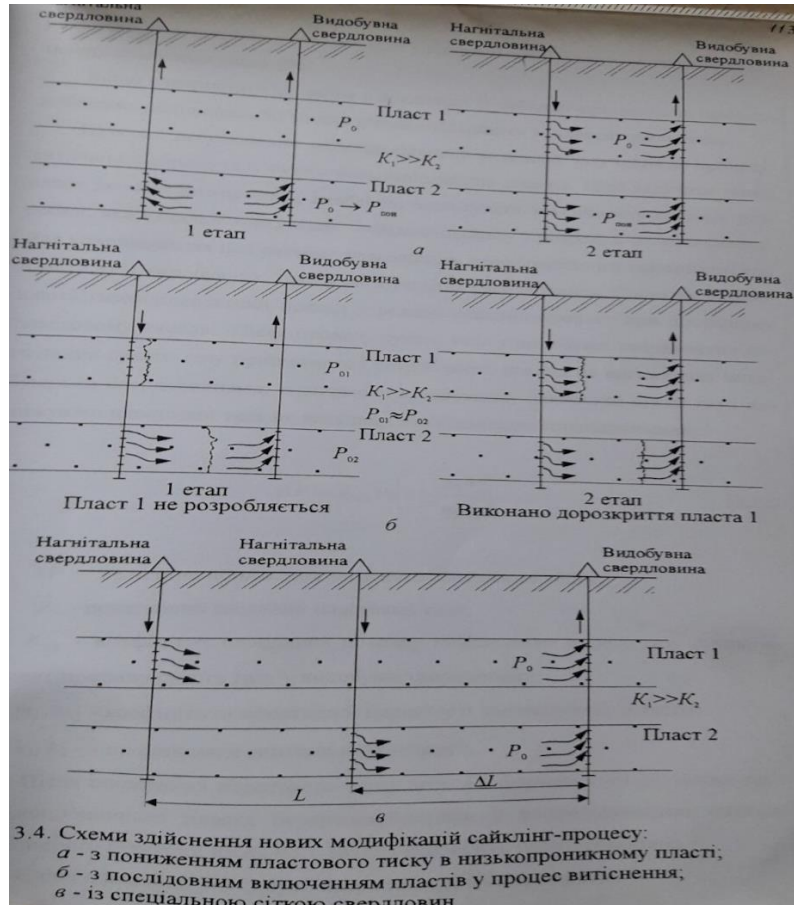 113
Нагнітальна
свердловина
Видобувна
свердловина
Нагнітальна
свердловина
Видобувна
свердловина
Пласт 1
P₀
K₁>>K₂
Пласт 2
P₀ → Pпов
1 етап
P₀
Pпов
2 етап
а
Нагнітальна
свердловина
Видобувна
свердловина
Нагнітальна
свердловина
Видобувна
свердловина
Пласт 1
P₀₁
K₁>>K₂
P₀₁≈P₀₂
Пласт 2
P₀₂
1 етап
Пласт 1 не розробляється
2 етап
Виконано дорозкриття пласта 1
б
Нагнітальна
свердловина
Нагнітальна
свердловина
Видобувна
свердловина
P₀
Пласт 1
K₁>>K₂
Пласт 2
P₀
ΔL
L
в
3.4. Схеми здійснення нових модифікацій сайклінг-процесу:
а - з пониженням пластового тиску в низькопроникному пласті;
б - з послідовним включенням пластів у процес витіснення;
в - із спеціальною сіткою свердловин